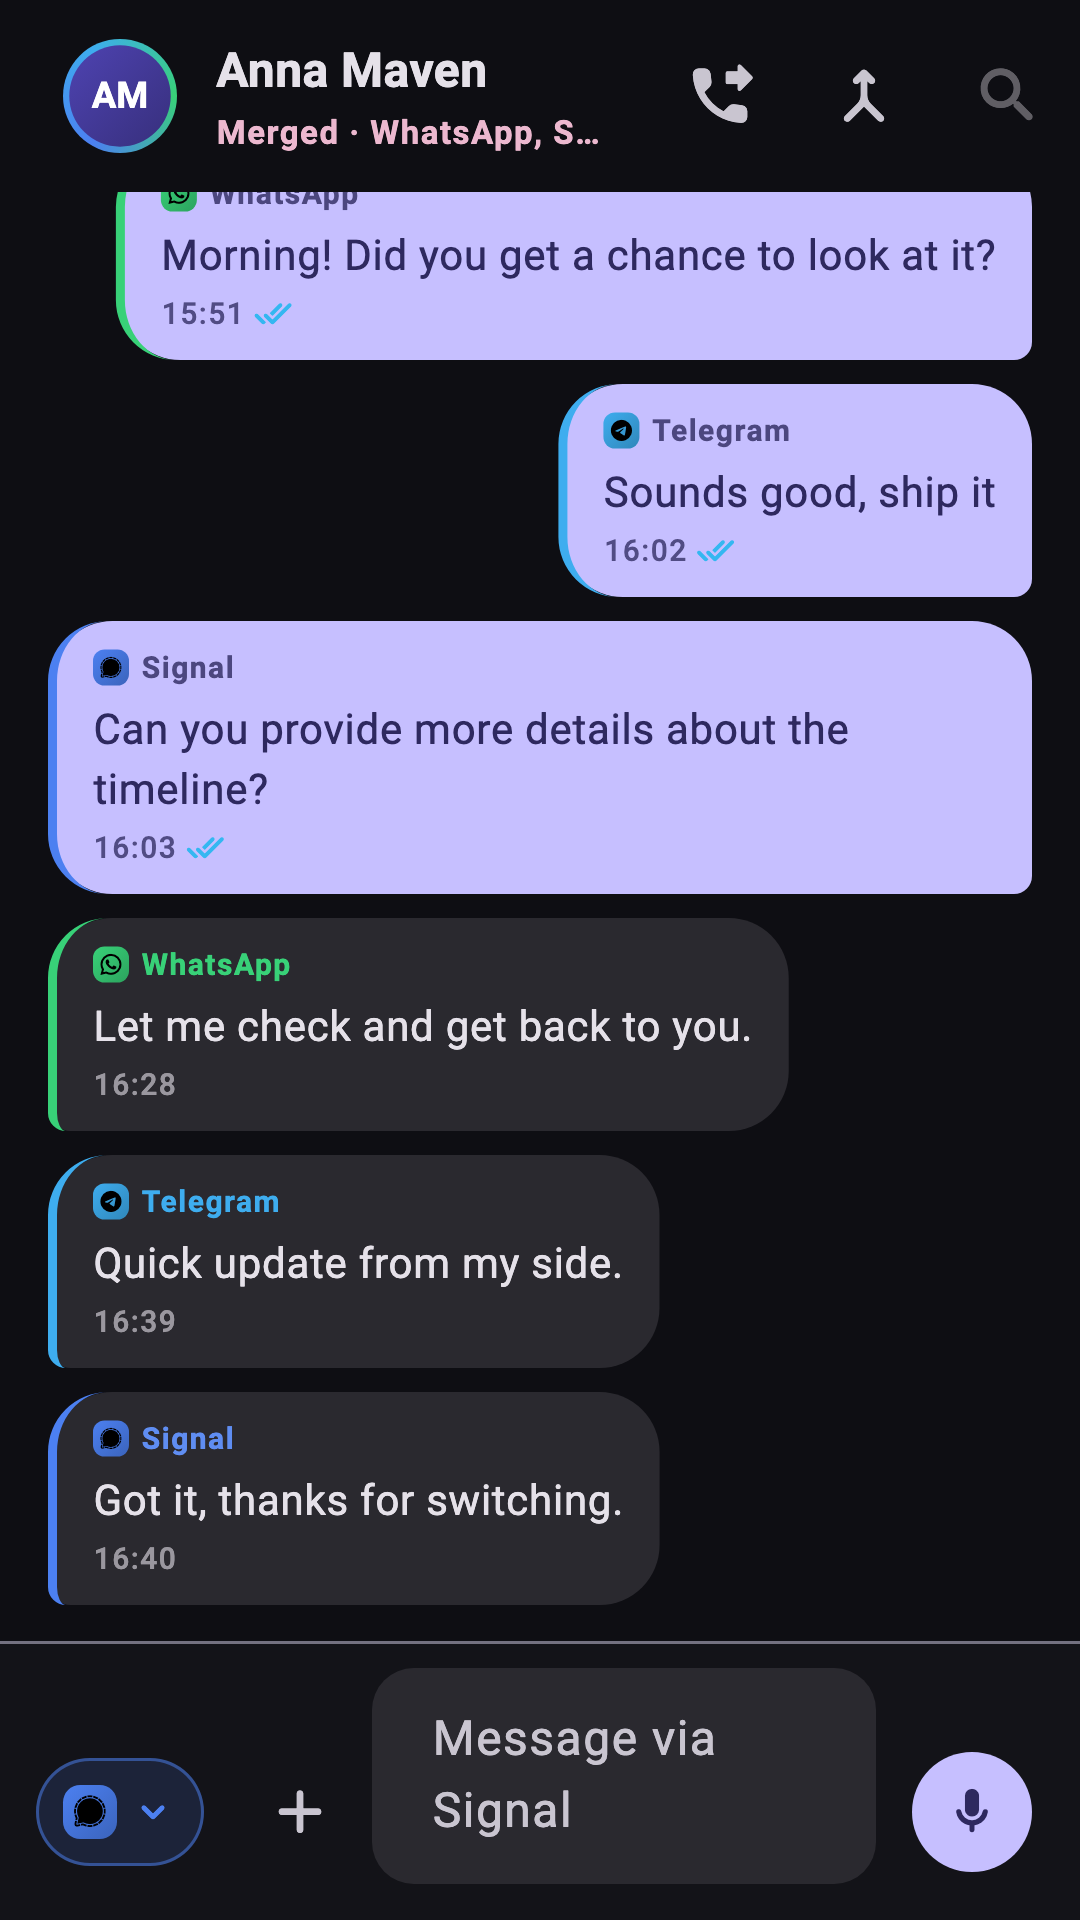 AM
Anna Maven
Merged · WhatsApp, S...
WhatsApp
Morning! Did you get a chance to look at it?
15:51
Telegram
Sounds good, ship it
16:02
Signal
Can you provide more details about the
timeline?
16:03
WhatsApp
Let me check and get back to you.
16:28
Telegram
Quick update from my side.
16:39
Signal
Got it, thanks for switching.
16:40
Message via
Signal